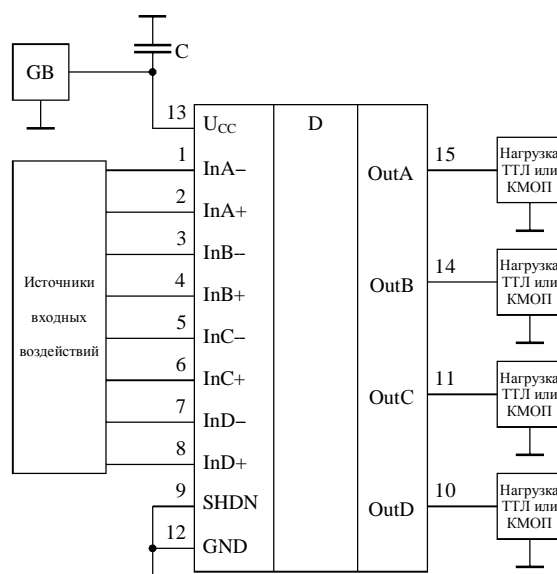 C
GB
13
U_CC
D
1
InA–
OutA
15
Нагрузка
ТТЛ или
КМОП
2
InA+
3
InB–
OutB
14
Нагрузка
ТТЛ или
КМОП
4
InB+
Источники
входных
воздействий
5
InC–
6
InC+
OutC
11
Нагрузка
ТТЛ или
КМОП
7
InD–
8
InD+
9
SHDN
OutD
10
Нагрузка
ТТЛ или
КМОП
12
GND